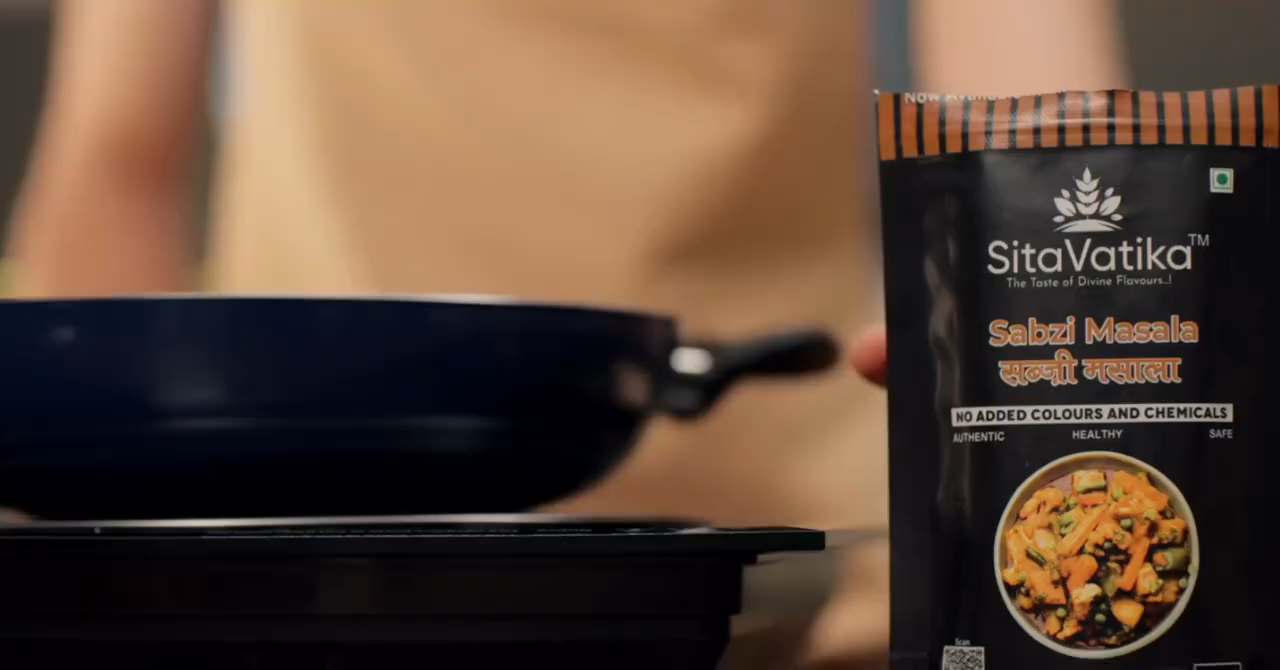 Now
SitaVatika™
The Taste of Divine Flavours..!
Sabzi Masala
सब्ज़ी मसाला
NO ADDED COLOURS AND CHEMICALS
AUTHENTIC HEALTHY SAFE
Scan